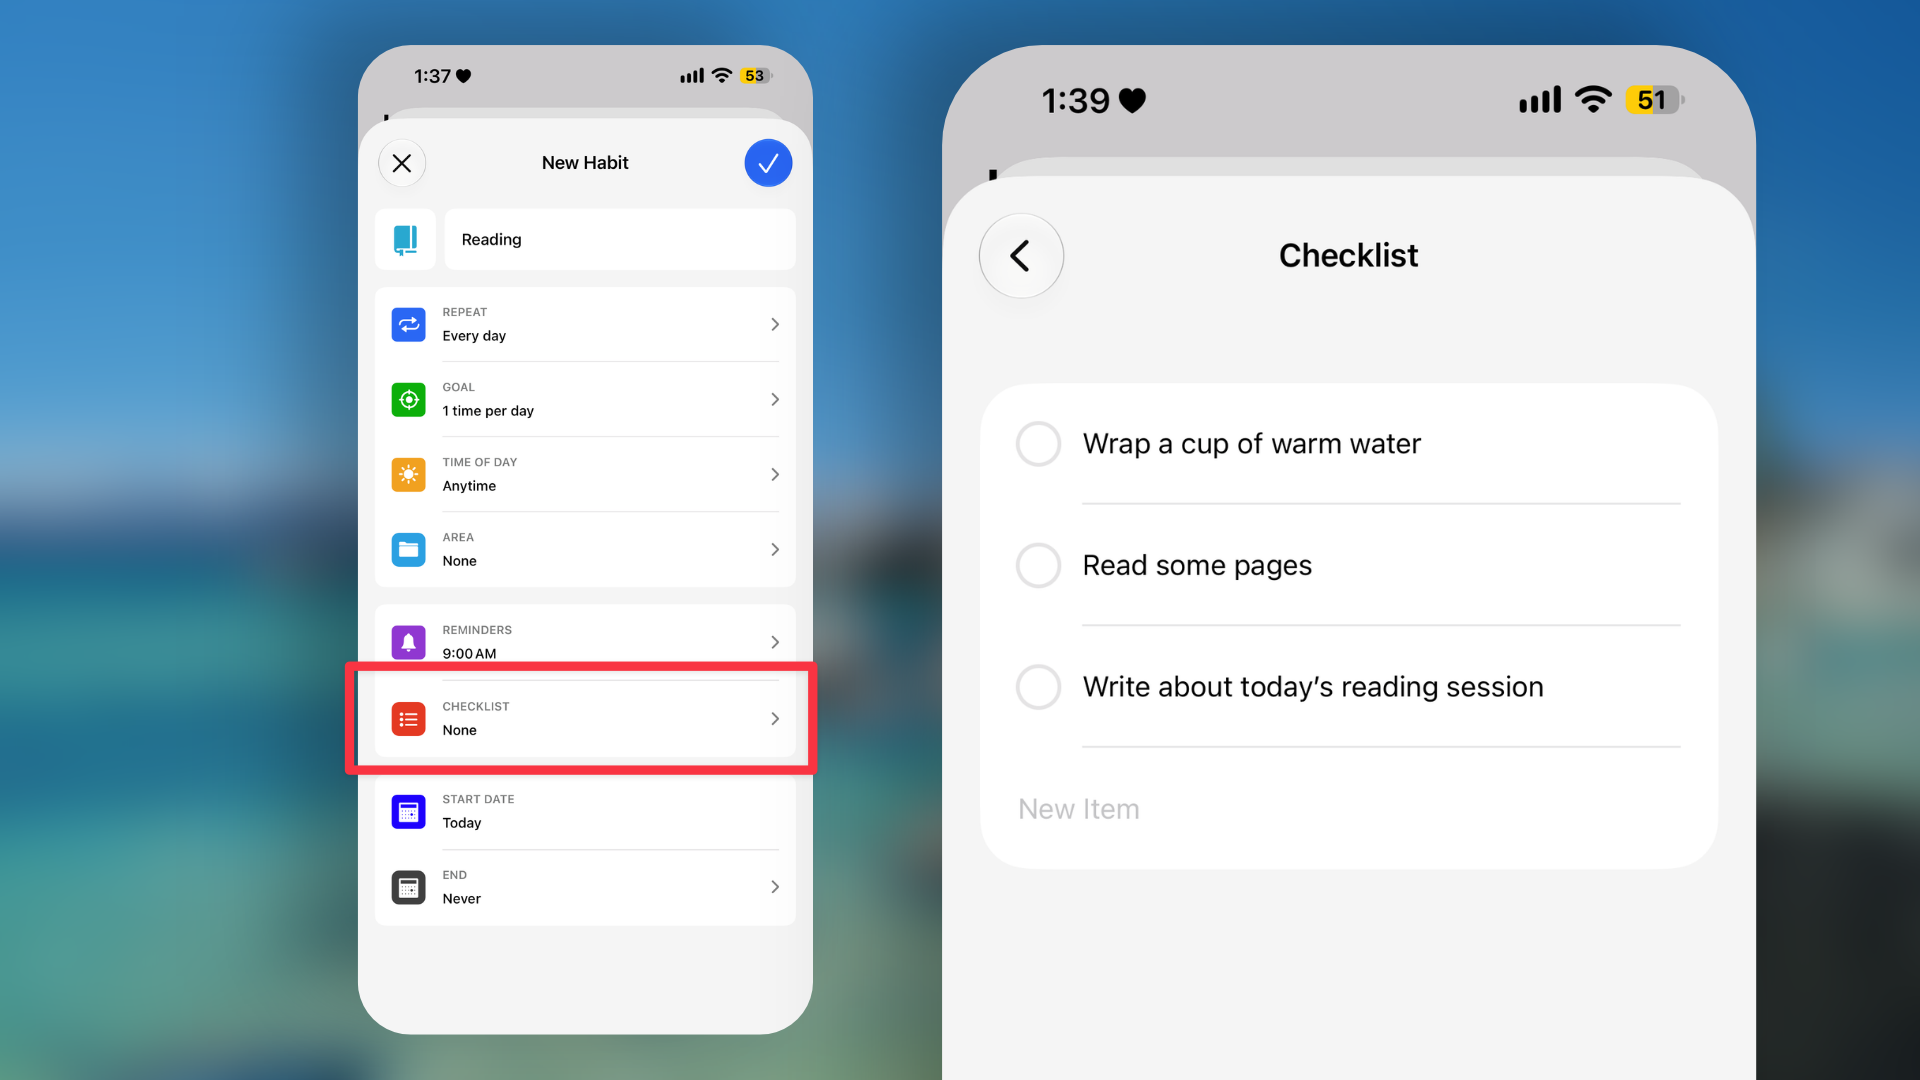 1:37
53
New Habit
Reading
REPEAT
Every day
GOAL
1 time per day
TIME OF DAY
Anytime
AREA
None
REMINDERS
9:00 AM
CHECKLIST
None
START DATE
Today
END
Never
1:39
51
Checklist
Wrap a cup of warm water
Read some pages
Write about today’s reading session
New Item